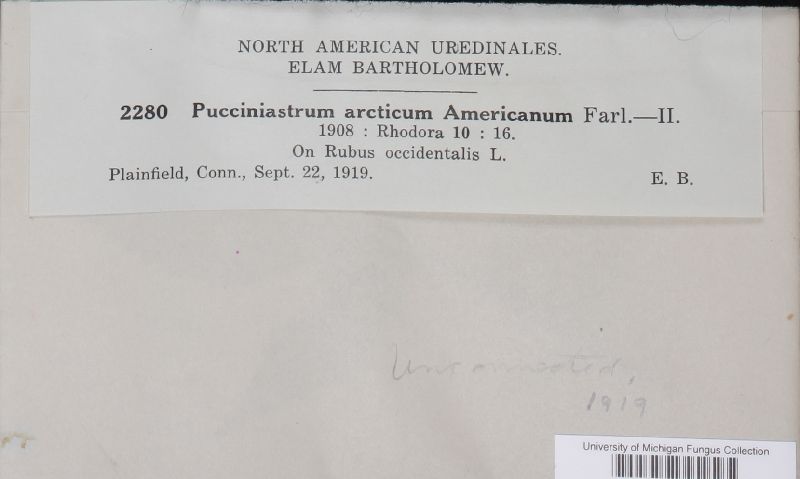 NORTH AMERICAN UREDINALES.
ELAM BARTHOLOMEW.
2280 Pucciniastrum arcticum Americanum Farl.—II.
1908 : Rhodora 10 : 16.
On Rubus occidentalis L.
Plainfield, Conn., Sept. 22, 1919. E. B.
1919
University of Michigan Fungus Collection